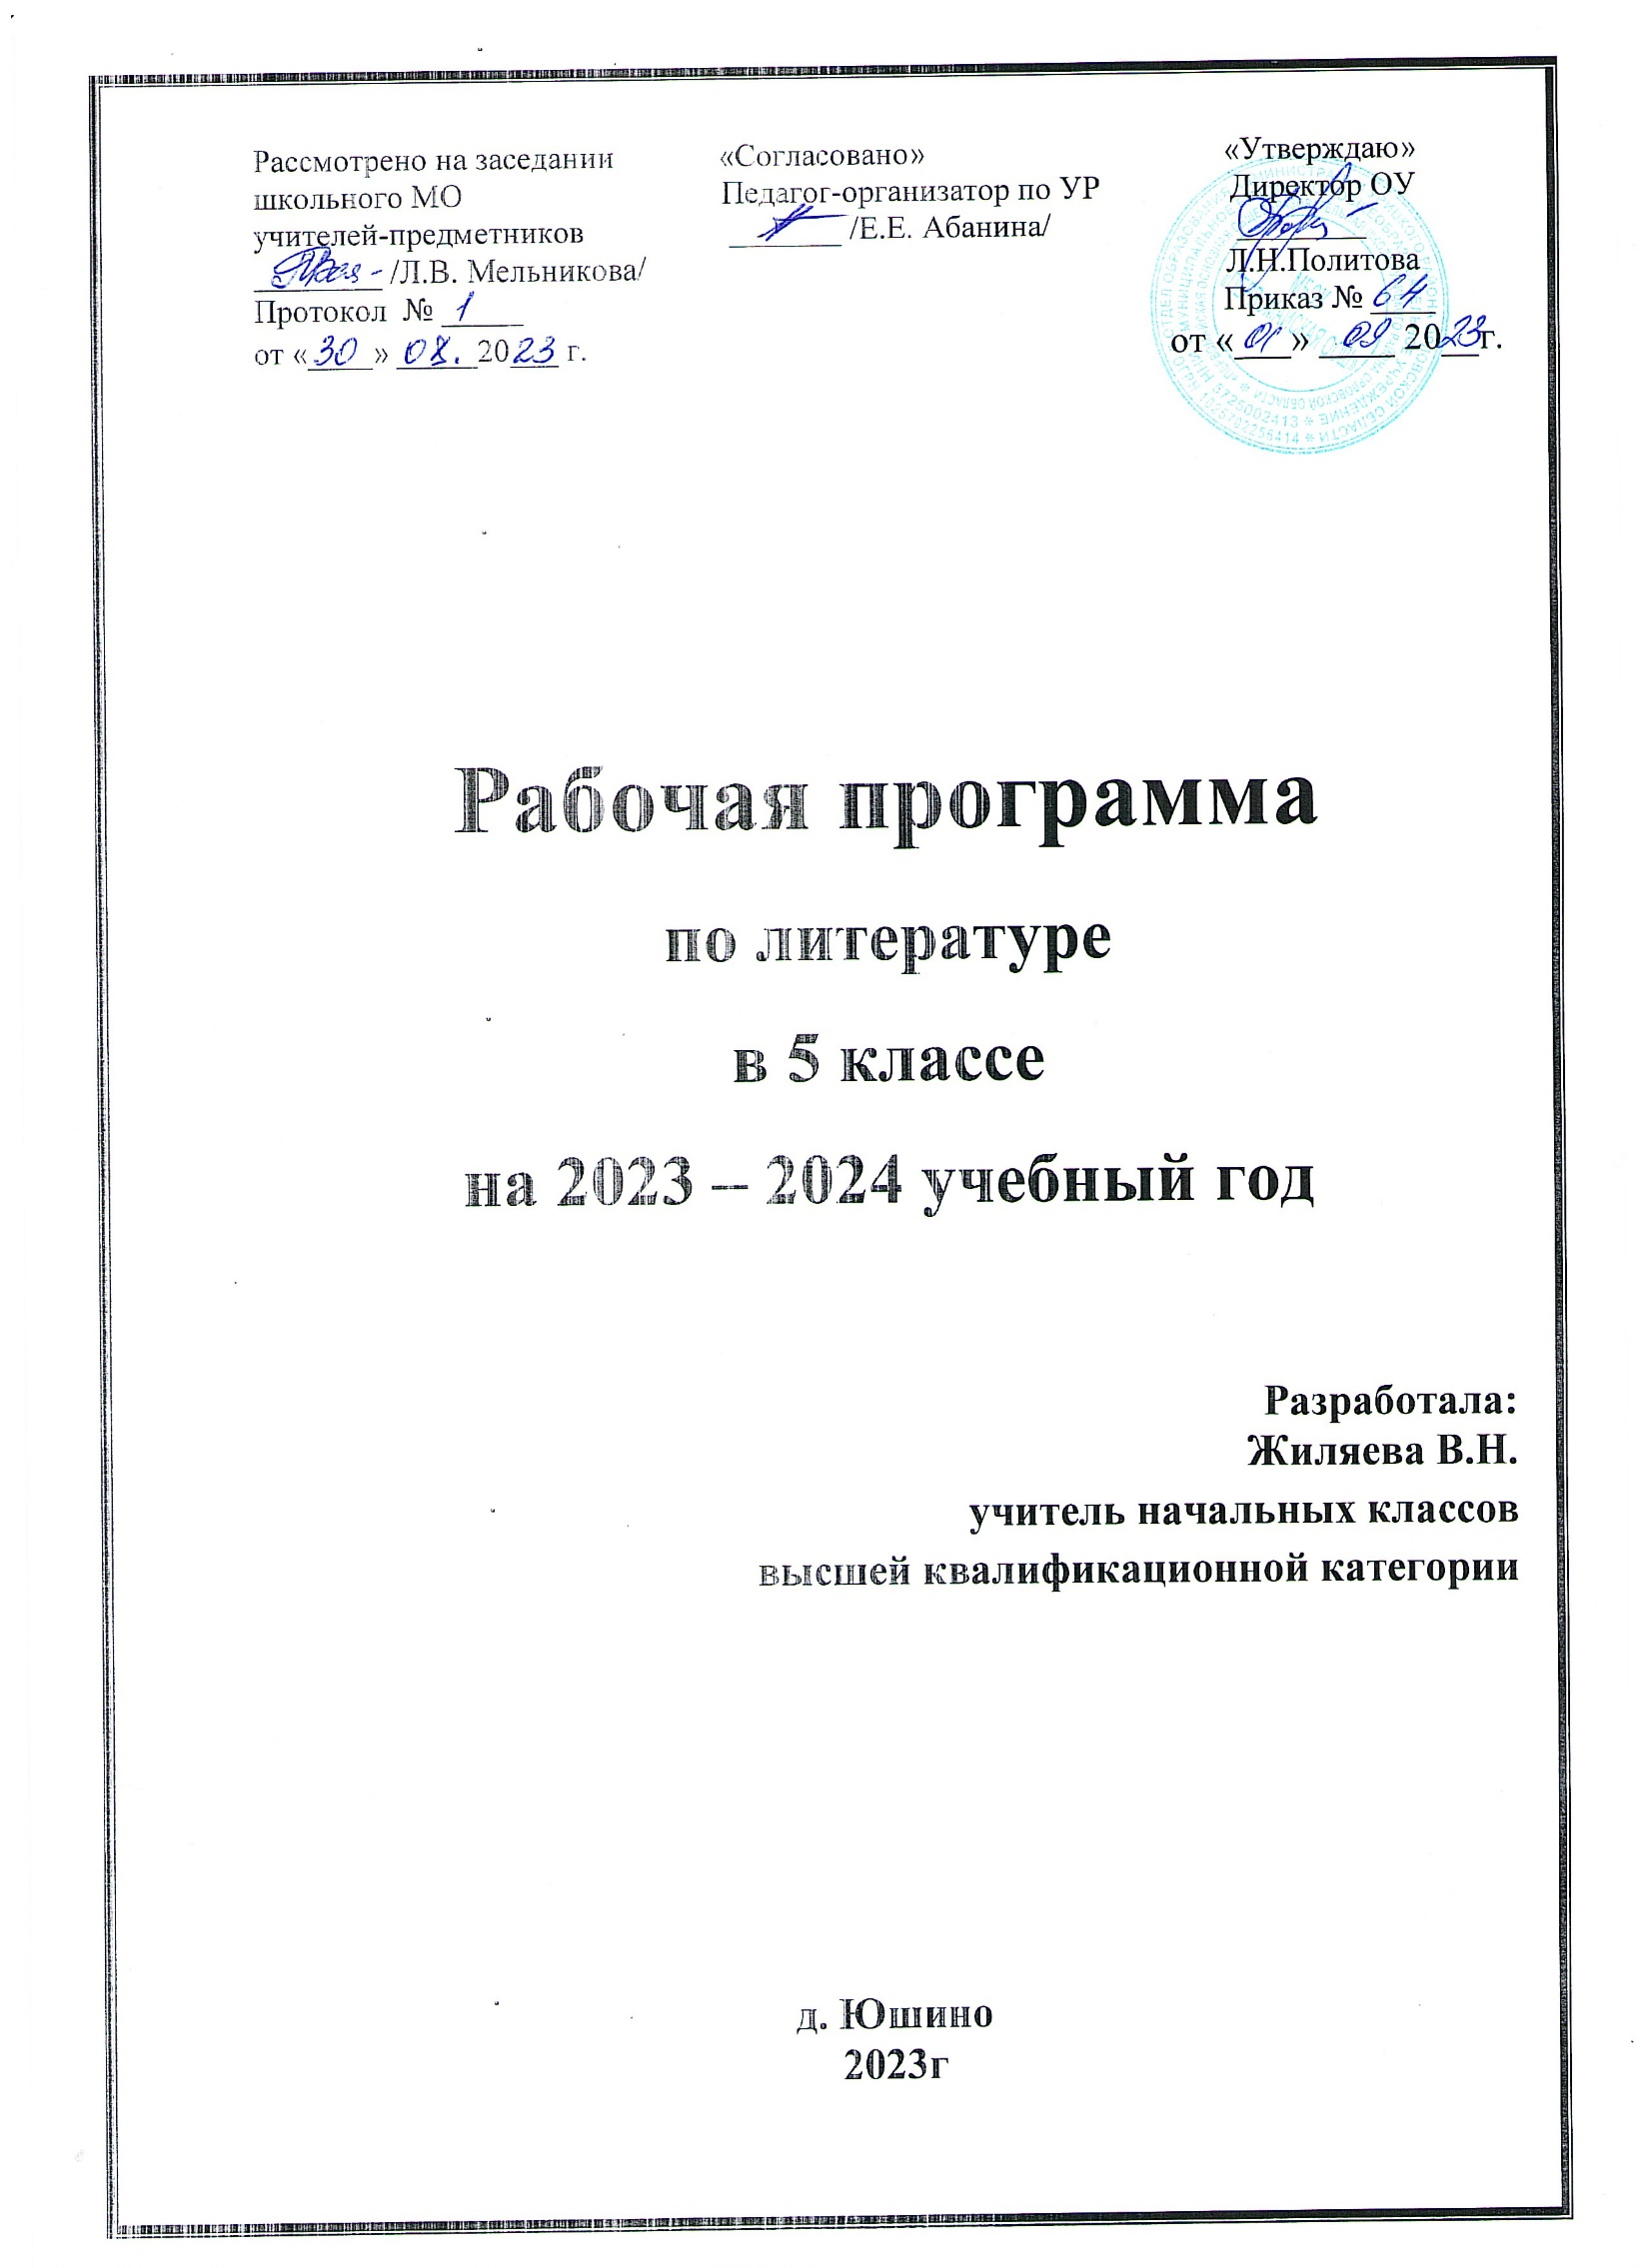 Рассмотрено на заседании
школьного МО
учителей-предметников
/Л.В. Мельникова/
Протокол № 1
от «30» 08. 2023 г.
«Согласовано»
Педагог-организатор по УР
/Е.Е. Абанина/
«Утверждаю»
Директор ОУ
Л.Н.Политова
Приказ № 64
от «01» 09 2023г.
5725002413
1025702256414
Рабочая программа
по литературе
в 5 классе
на 2023 – 2024 учебный год
Разработала:
Жиляева В.Н.
учитель начальных классов
высшей квалификационной категории
д. Юшино
2023г